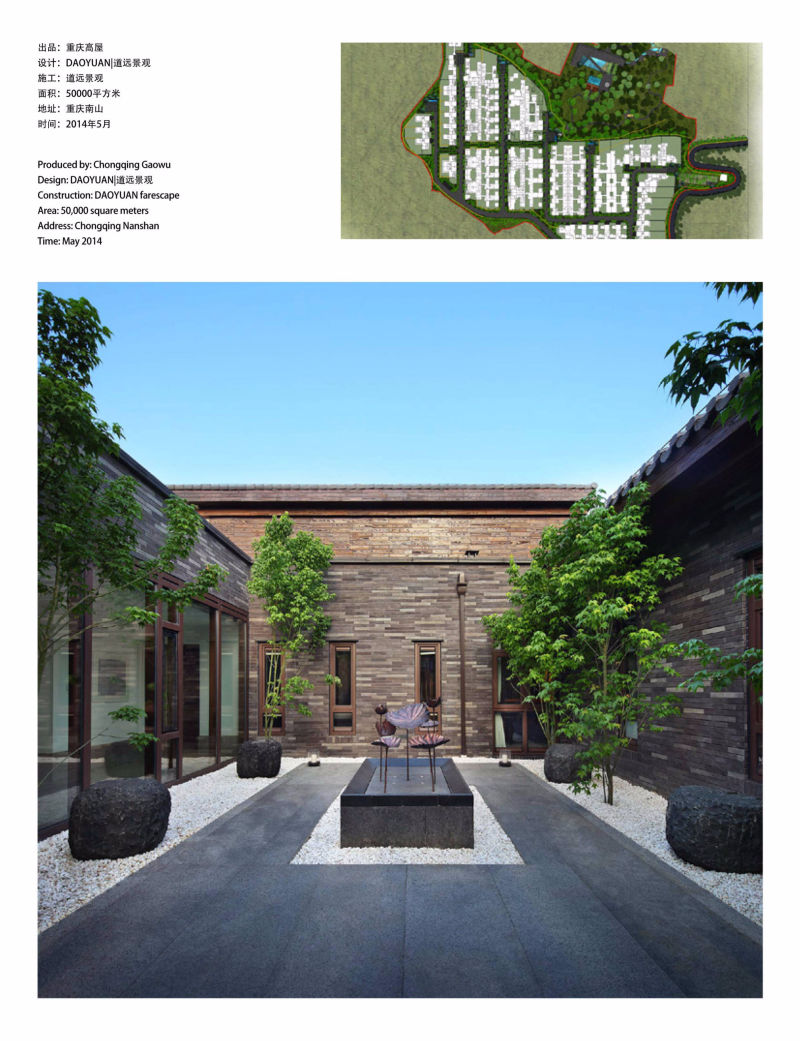 出品：重庆高屋
设计：DAOYUAN|道远景观
施工：道远景观
面积：50000平方米
地址：重庆南山
时间：2014年5月
Produced by: Chongqing Gaowu
Design: DAOYUAN|道远景观
Construction: DAOYUAN farescape
Area: 50,000 square meters
Address: Chongqing Nanshan
Time: May 2014